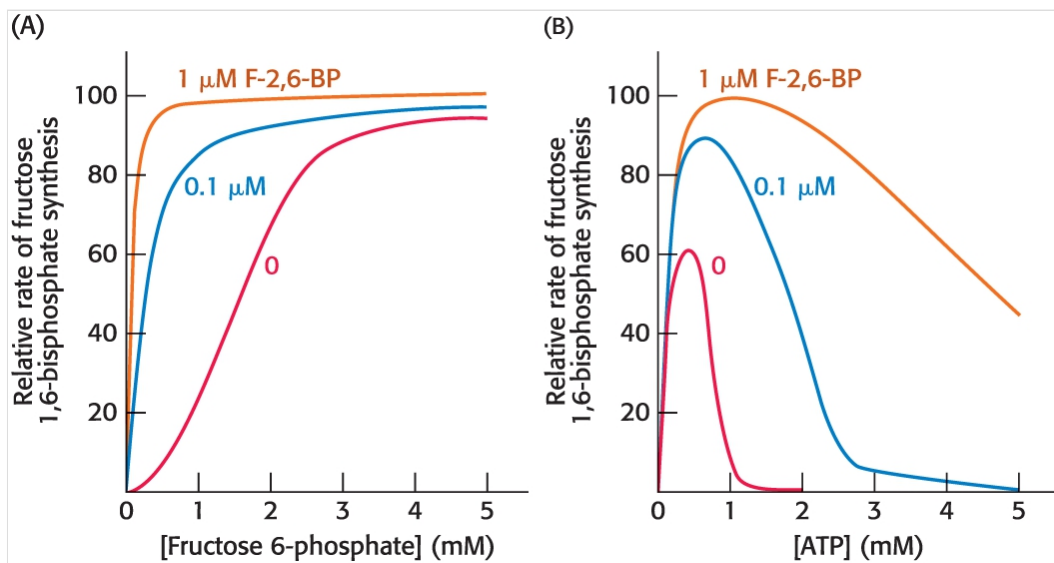 (A)
Relative rate of fructose
1,6-bisphosphate synthesis
1 μM F-2,6-BP
0.1 μM
0
100
80
60
40
20
0 1 2 3 4 5
[Fructose 6-phosphate] (mM)
(B)
Relative rate of fructose
1,6-bisphosphate synthesis
1 μM F-2,6-BP
0.1 μM
0
100
80
60
40
20
0 1 2 3 4 5
[ATP] (mM)